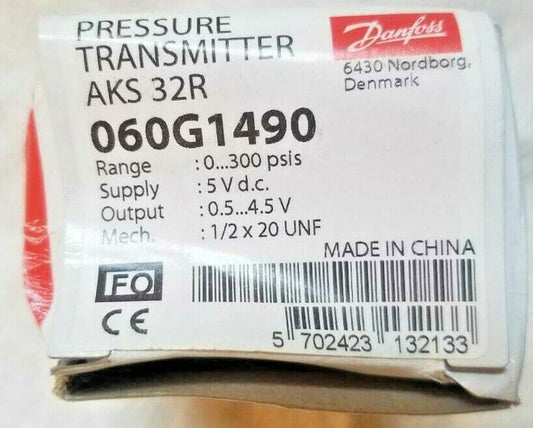 PRESSURE
TRANSMITTER
AKS 32R
060G1490
Range : 0...300 psis
Supply : 5 V d.c.
Output : 0.5...4.5 V
Mech. : 1/2 x 20 UNF
Danfoss
6430 Nordborg,
Denmark
MADE IN CHINA
FO
CE
5 702423 132133